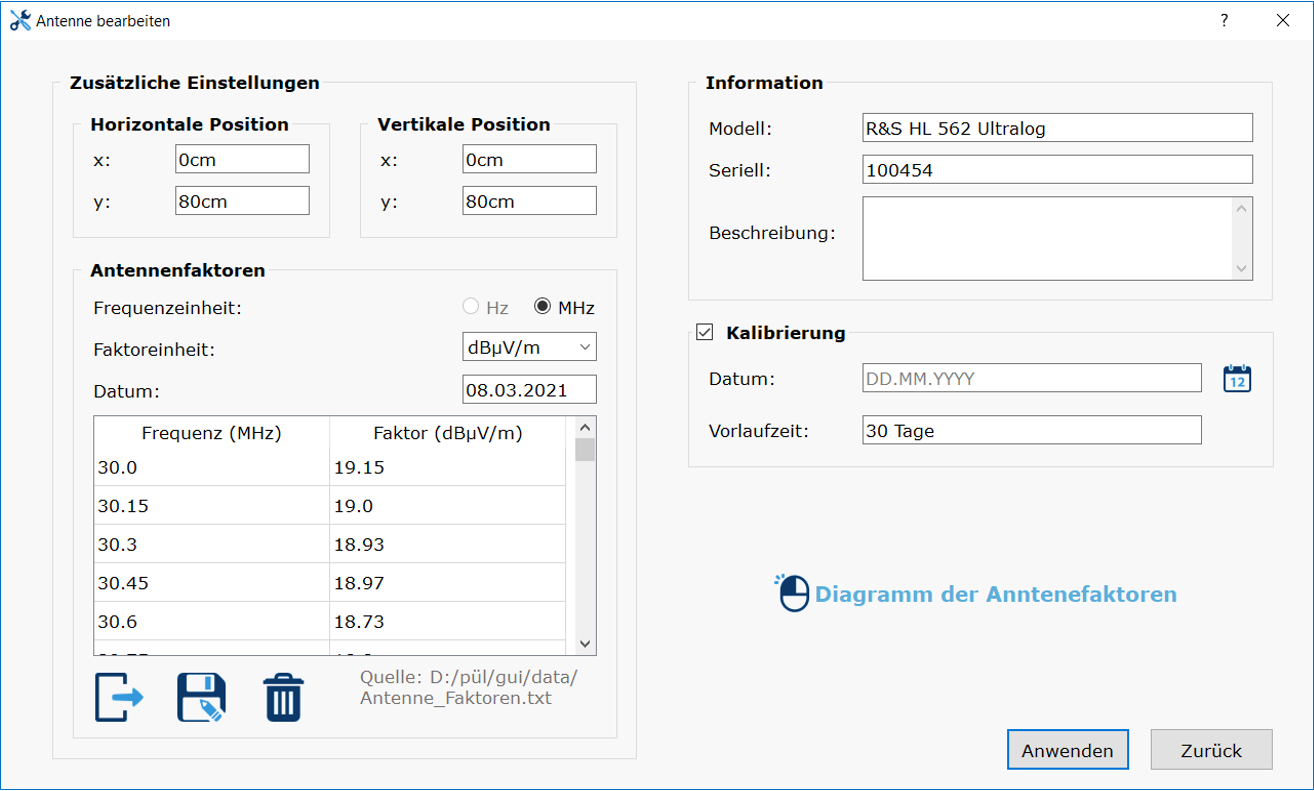 Antenne bearbeiten
?
Zusätzliche Einstellungen
Horizontale Position
x: 0cm
y: 80cm
Vertikale Position
x: 0cm
y: 80cm
Antennenfaktoren
Frequenzeinheit: Hz MHz
Faktoreinheit: dBµV/m
Datum: 08.03.2021
Frequenz (MHz) Faktor (dBµV/m)
30.0 19.15
30.15 19.0
30.3 18.93
30.45 18.97
30.6 18.73
Quelle: D:/pül/gui/data/
Antenne_Faktoren.txt
Information
Modell: R&S HL 562 Ultralog
Seriell: 100454
Beschreibung:
Kalibrierung
Datum: DD.MM.YYYY
12
Vorlaufzeit: 30 Tage
Diagramm der Anntenefaktoren
Anwenden Zurück